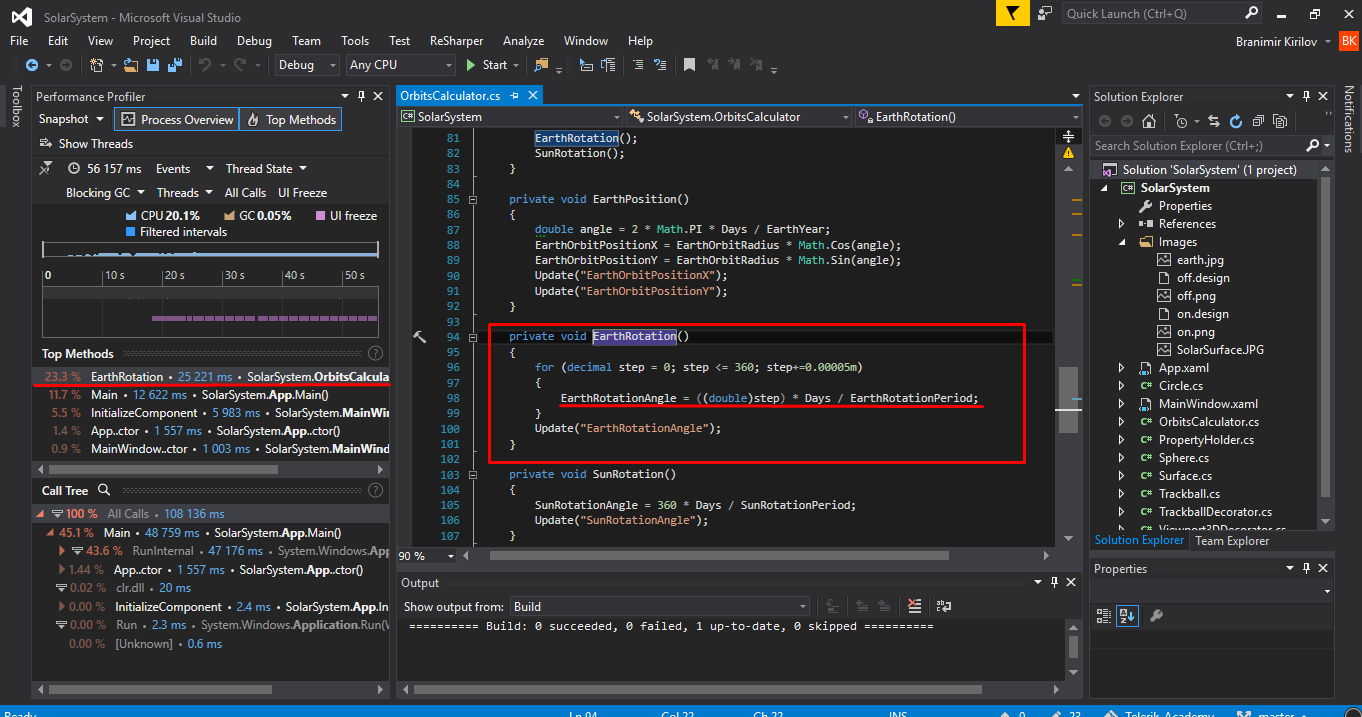 SolarSystem - Microsoft Visual Studio
Quick Launch (Ctrl+Q)
File Edit View Project Build Debug Team Tools Test ReSharper Analyze Window Help
Branimir Kirilov BK
Debug Any CPU Start
Toolbox
Performance Profiler
Snapshot Process Overview Top Methods
Show Threads
56 157 ms Events Thread State
Blocking GC Threads All Calls UI Freeze
CPU 20.1% GC 0.05% UI freeze
Filtered intervals
0 10 s 20 s 30 s 40 s 50 s
Top Methods ?
23.3 % EarthRotation • 25 221 ms • SolarSystem.OrbitsCalcula
11.7 % Main • 12 622 ms • SolarSystem.App.Main()
5.5 % InitializeComponent • 5 983 ms • SolarSystem.MainWin
1.4 % App..ctor • 1 557 ms • SolarSystem.App..ctor()
0.9 % MainWindow..ctor • 1 003 ms • SolarSystem.MainWind
Call Tree ?
100 % All Calls • 108 136 ms
45.1 % Main • 48 759 ms • SolarSystem.App.Main()
43.6 % RunInternal • 47 176 ms • System.Windows.App
1.44 % App..ctor • 1 557 ms • SolarSystem.App..ctor()
0.02 % clr.dll • 20 ms
0.00 % InitializeComponent • 2.4 ms • SolarSystem.App.In
0.00 % Run • 2.3 ms • System.Windows.Application.Run(W
0.00 % [Unknown] • 0.6 ms
OrbitsCalculator.cs
SolarSystem SolarSystem.OrbitsCalculator EarthRotation()
81 EarthRotation();
82 SunRotation();
83 }
84
85 private void EarthPosition()
86 {
87 double angle = 2 * Math.PI * Days / EarthYear;
88 EarthOrbitPositionX = EarthOrbitRadius * Math.Cos(angle);
89 EarthOrbitPositionY = EarthOrbitRadius * Math.Sin(angle);
90 Update("EarthOrbitPositionX");
91 Update("EarthOrbitPositionY");
92 }
93
94 private void EarthRotation()
95 {
96 for (decimal step = 0; step <= 360; step+=0.00005m)
97 {
98 EarthRotationAngle = ((double)step) * Days / EarthRotationPeriod;
99 }
100 Update("EarthRotationAngle");
101 }
102
103 private void SunRotation()
104 {
105 SunRotationAngle = 360 * Days / SunRotationPeriod;
106 Update("SunRotationAngle");
107 }
90 %
Output
Show output from: Build
========== Build: 0 succeeded, 0 failed, 1 up-to-date, 0 skipped ==========
Solution Explorer
Search Solution Explorer (Ctrl+;)
Solution 'SolarSystem' (1 project)
SolarSystem
Properties
References
Images
earth.jpg
off.design
off.png
on.design
on.png
SolarSurface.JPG
App.xaml
Circle.cs
MainWindow.xaml
OrbitsCalculator.cs
PropertyHolder.cs
Sphere.cs
Surface.cs
Trackball.cs
TrackballDecorator.cs
Viewport3DDecorator.cs
Solution Explorer Team Explorer
Properties
Notifications
Ready Ln 94 Col 22 Ch 22 INS 0 23 Telerik_Academy master